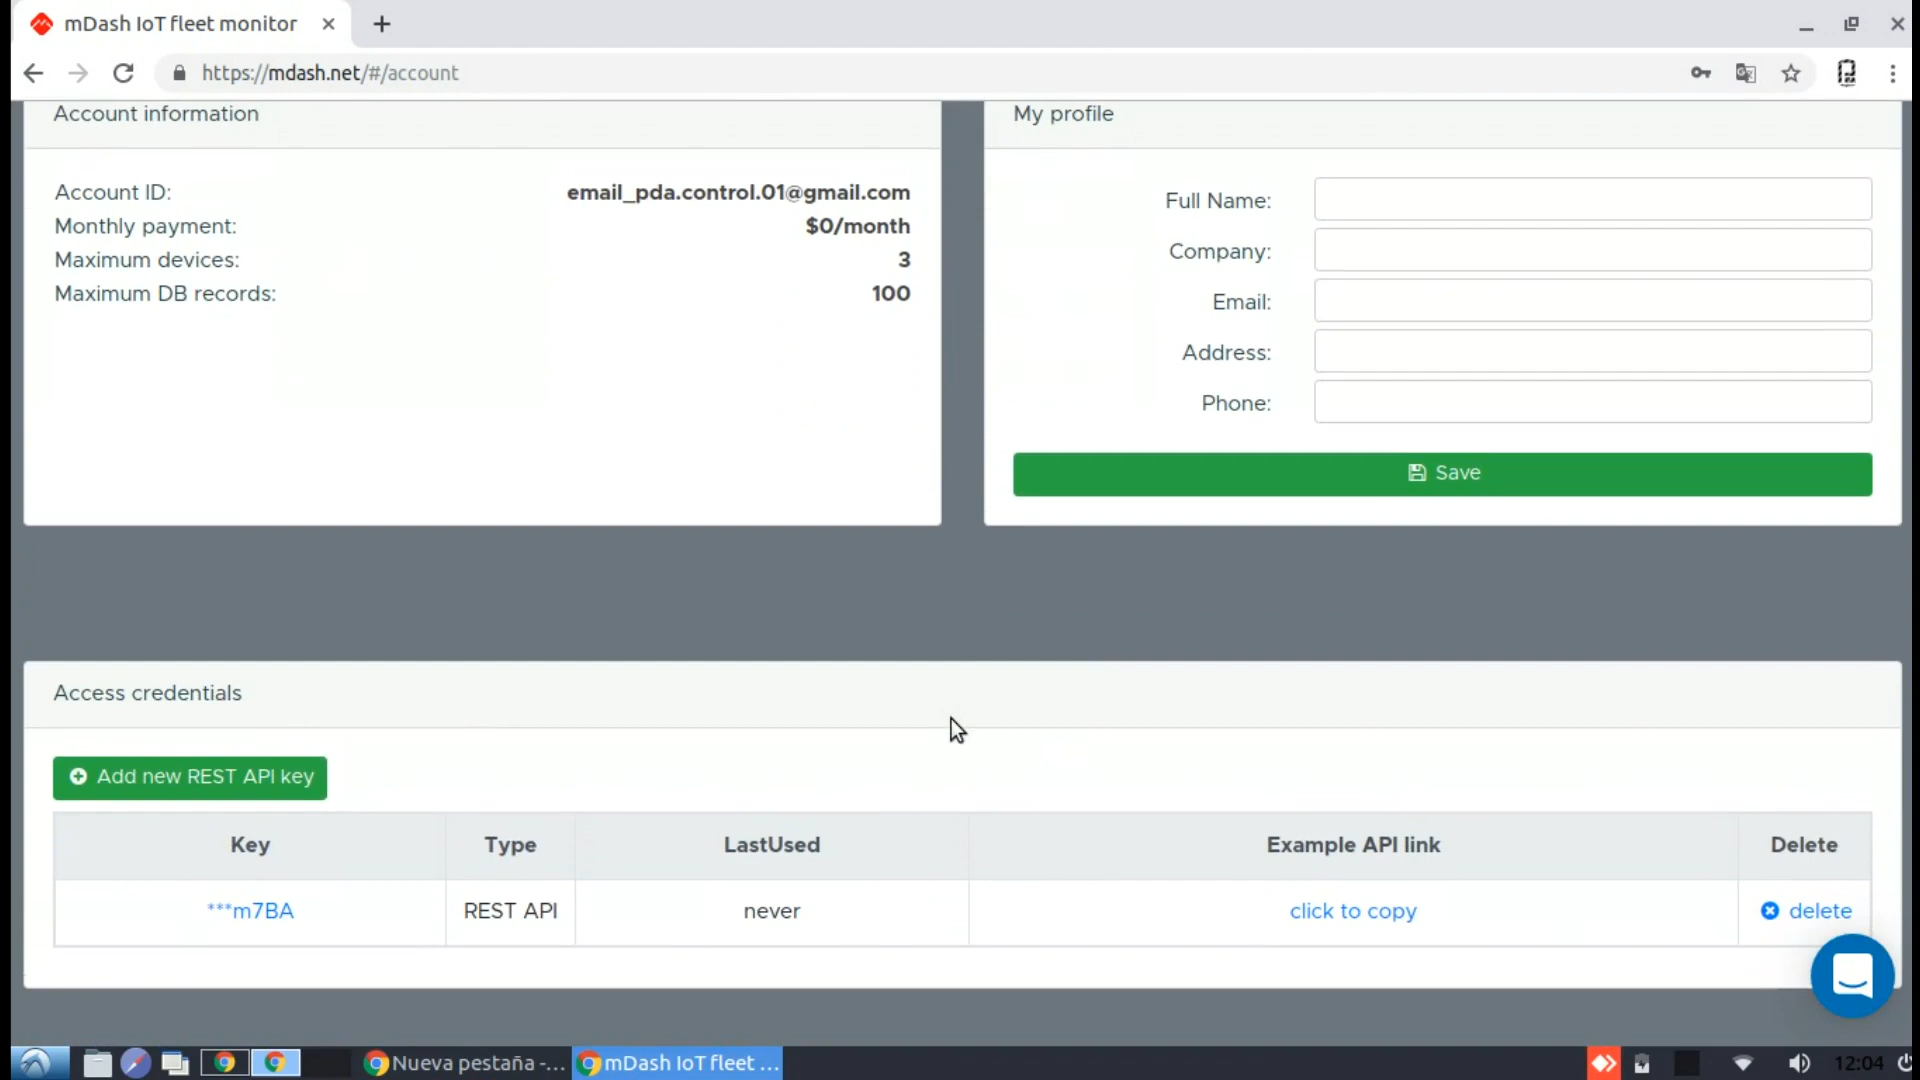 mDash IoT fleet monitor
https://mdash.net/#/account
Account information
Account ID: email_pda.control.01@gmail.com
Monthly payment: $0/month
Maximum devices: 3
Maximum DB records: 100
My profile
Full Name:
Company:
Email:
Address:
Phone:
Save
Access credentials
Add new REST API key
Key Type LastUsed Example API link Delete
***m7BA REST API never click to copy delete
Nueva pestaña -... mDash IoT fleet ... 12:04